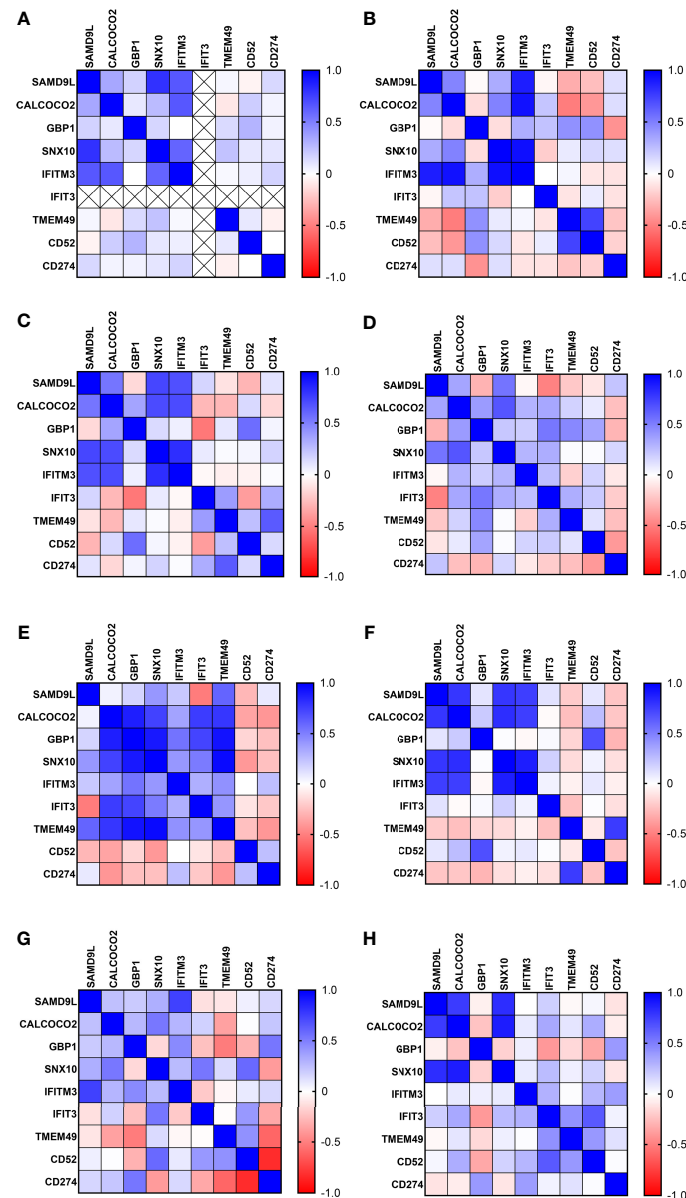 A
SAMD9L CALCOCO2 GBP1 SNX10 IFITM3 IFIT3 TMEM49 CD52 CD274
SAMD9L
CALCOCO2
GBP1
SNX10
IFITM3
IFIT3
TMEM49
CD52
CD274
1.0
0.5
0
-0.5
-1.0
B
SAMD9L CALCOCO2 GBP1 SNX10 IFITM3 IFIT3 TMEM49 CD52 CD274
SAMD9L
CALCOCO2
GBP1
SNX10
IFITM3
IFIT3
TMEM49
CD52
CD274
1.0
0.5
0
-0.5
-1.0
C
SAMD9L CALCOCO2 GBP1 SNX10 IFITM3 IFIT3 TMEM49 CD52 CD274
SAMD9L
CALCOCO2
GBP1
SNX10
IFITM3
IFIT3
TMEM49
CD52
CD274
1.0
0.5
0
-0.5
-1.0
D
SAMD9L CALCOCO2 GBP1 SNX10 IFITM3 IFIT3 TMEM49 CD52 CD274
SAMD9L
CALCOCO2
GBP1
SNX10
IFITM3
IFIT3
TMEM49
CD52
CD274
1.0
0.5
0
-0.5
-1.0
E
SAMD9L CALCOCO2 GBP1 SNX10 IFITM3 IFIT3 TMEM49 CD52 CD274
SAMD9L
CALCOCO2
GBP1
SNX10
IFITM3
IFIT3
TMEM49
CD52
CD274
1.0
0.5
0
-0.5
-1.0
F
SAMD9L CALCOCO2 GBP1 SNX10 IFITM3 IFIT3 TMEM49 CD52 CD274
SAMD9L
CALCOCO2
GBP1
SNX10
IFITM3
IFIT3
TMEM49
CD52
CD274
1.0
0.5
0
-0.5
-1.0
G
SAMD9L CALCOCO2 GBP1 SNX10 IFITM3 IFIT3 TMEM49 CD52 CD274
SAMD9L
CALCOCO2
GBP1
SNX10
IFITM3
IFIT3
TMEM49
CD52
CD274
1.0
0.5
0
-0.5
-1.0
H
SAMD9L CALCOCO2 GBP1 SNX10 IFITM3 IFIT3 TMEM49 CD52 CD274
SAMD9L
CALCOCO2
GBP1
SNX10
IFITM3
IFIT3
TMEM49
CD52
CD274
1.0
0.5
0
-0.5
-1.0